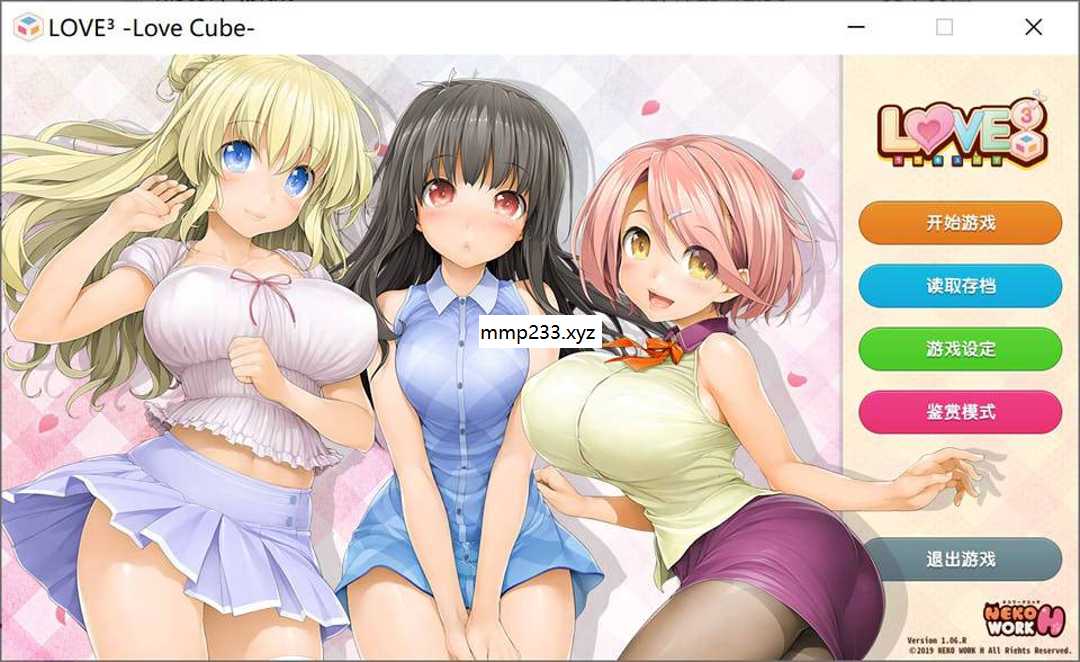 LOVE³ -Love Cube-
LOVE3
开始游戏
mmp233.xyz
读取存档
游戏设定
鉴赏模式
退出游戏
NEKO WORK H
Version 1.06.R
©2019 NEKO WORK H All Rights Reserved.